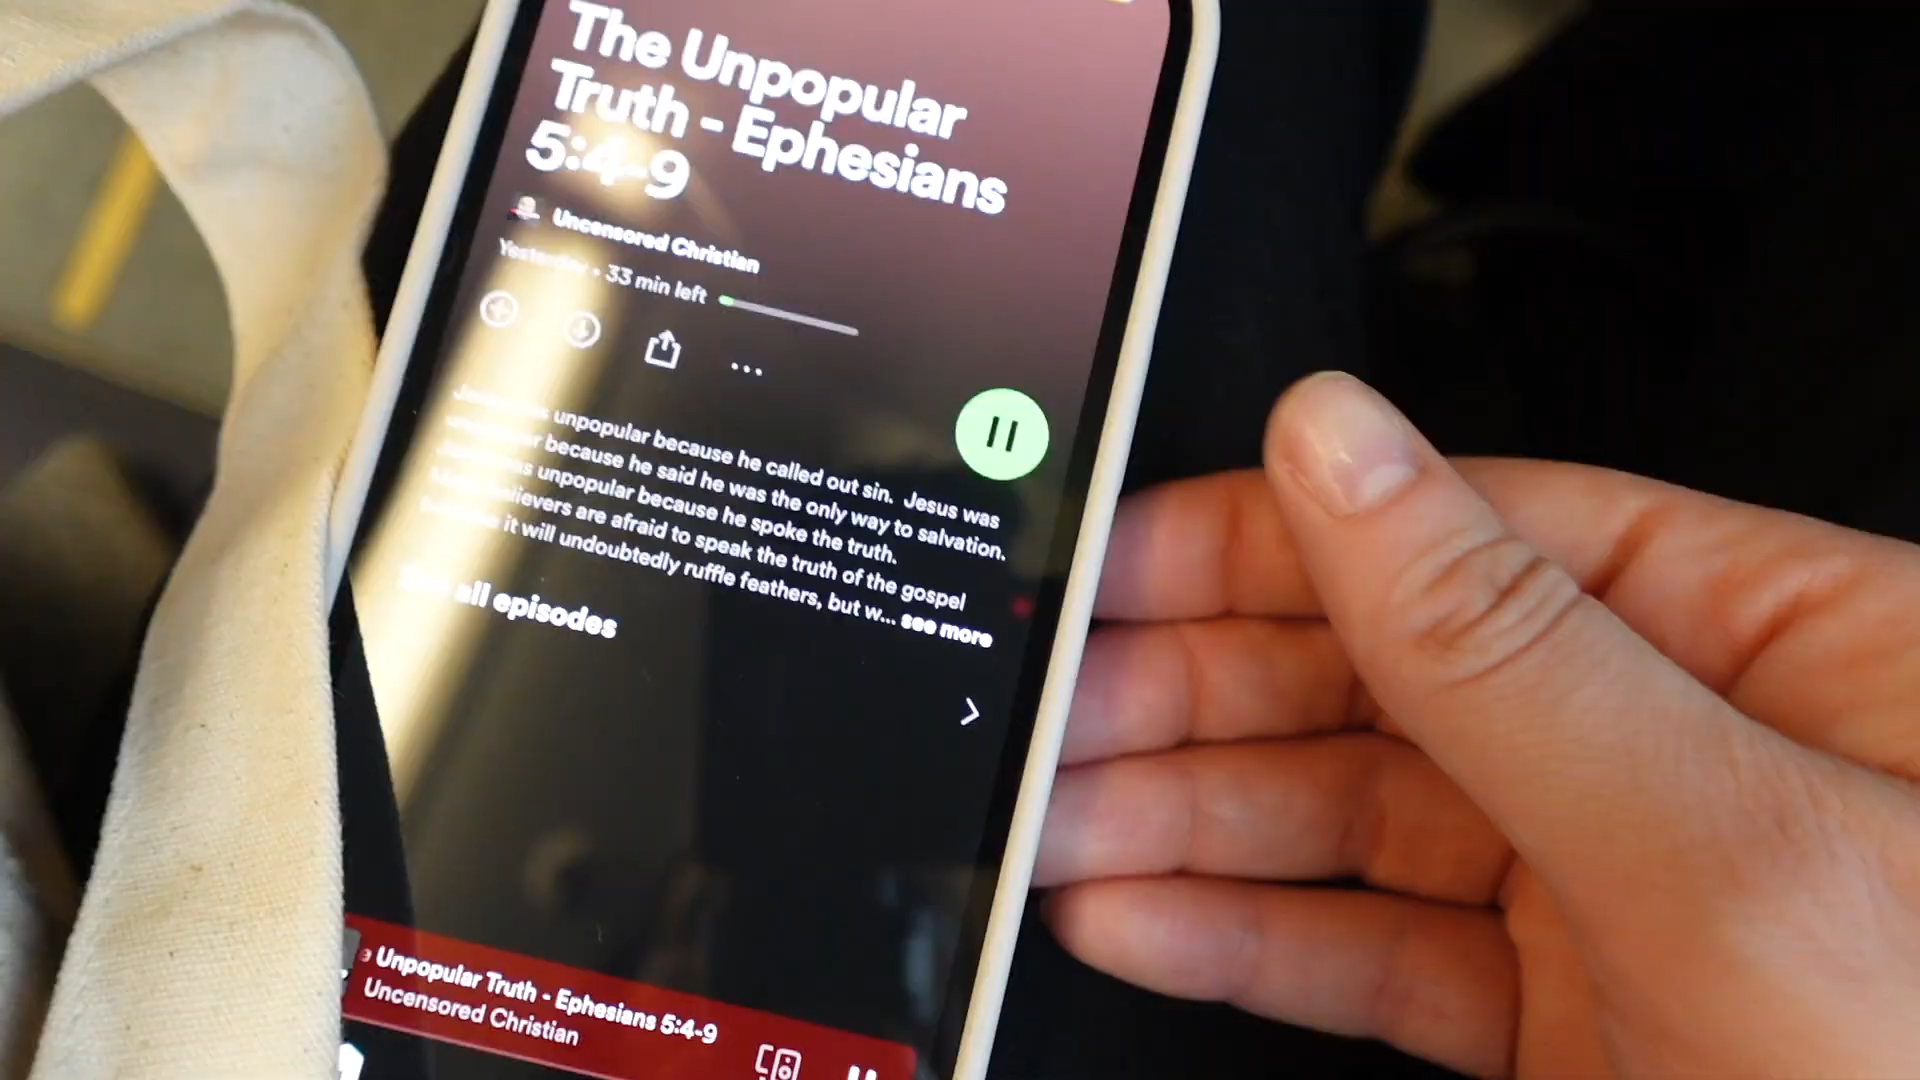 The Unpopular
Truth - Ephesians
5:4-9
Uncensored Christian
Yesterday • 33 min left
unpopular because he called out sin. Jesus was
because he said he was the only way to salvation.
unpopular because he spoke the truth.
believers are afraid to speak the truth of the gospel
it will undoubtedly ruffle feathers, but w... see more
all episodes
Unpopular Truth - Ephesians 5:4-9
Uncensored Christian